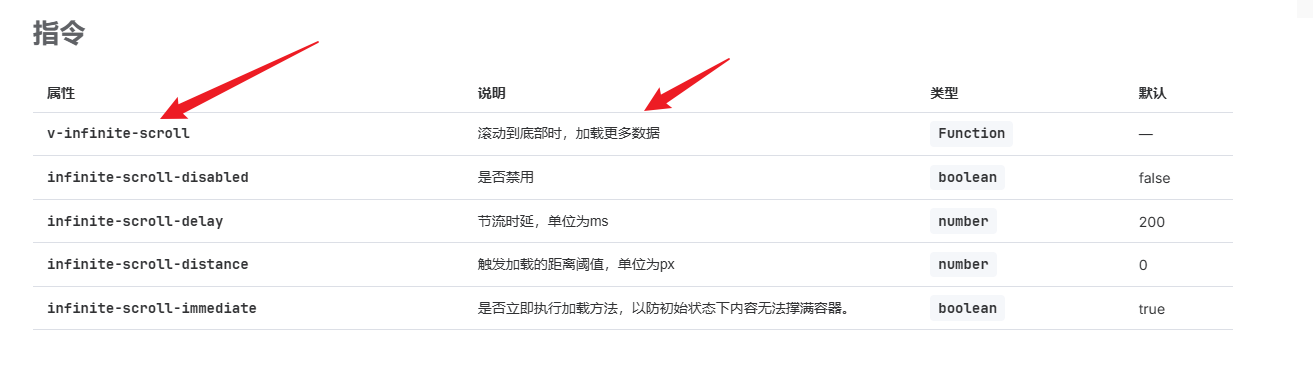 指令
属性 说明 类型 默认
v-infinite-scroll 滚动到底部时，加载更多数据 Function —
infinite-scroll-disabled 是否禁用 boolean false
infinite-scroll-delay 节流时延，单位为ms number 200
infinite-scroll-distance 触发加载的距离阈值，单位为px number 0
infinite-scroll-immediate 是否立即执行加载方法，以防初始状态下内容无法撑满容器。 boolean true